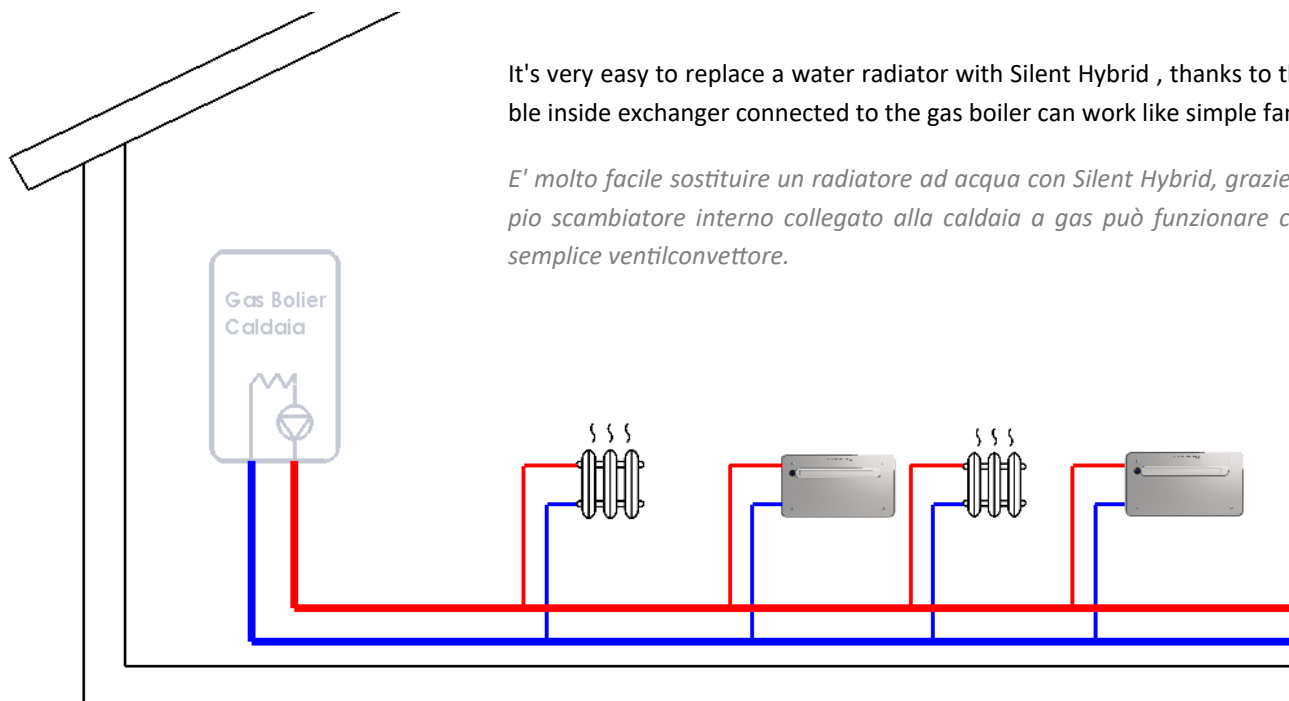 It's very easy to replace a water radiator with Silent Hybrid , thanks to
ble inside exchanger connected to the gas boiler can work like simple
E' molto facile sostituire un radiatore ad acqua con Silent Hybrid, grazie
pio scambiatore interno collegato alla caldaia a gas può funzionare
semplice ventilconvettore.
Gas Bolier
Caldaia